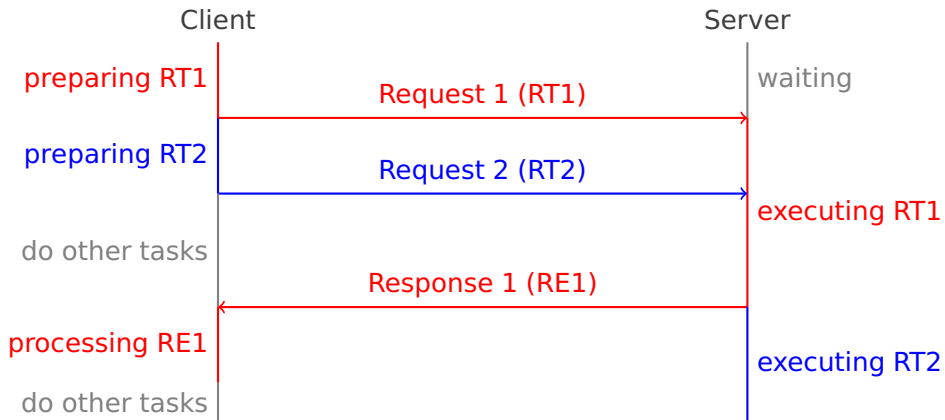 Client
Server
preparing RT1
Request 1 (RT1)
waiting
preparing RT2
Request 2 (RT2)
executing RT1
do other tasks
Response 1 (RE1)
processing RE1
executing RT2
do other tasks